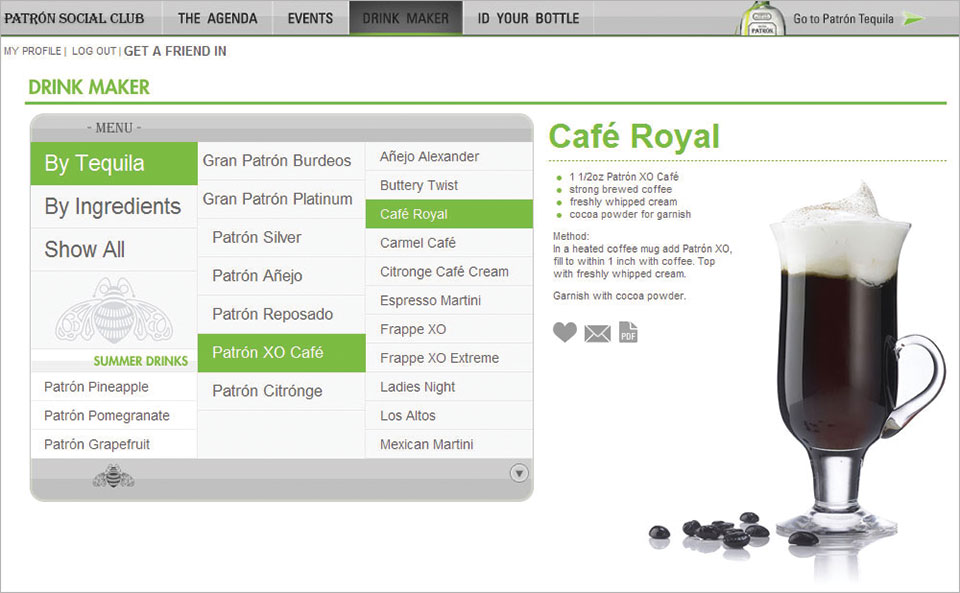 PATRÓN SOCIAL CLUB
THE AGENDA
EVENTS
DRINK MAKER
ID YOUR BOTTLE
PATRÓN
Go to Patrón Tequila
MY PROFILE | LOG OUT | GET A FRIEND IN
DRINK MAKER
- MENU -
By Tequila
By Ingredients
Show All
SUMMER DRINKS
Patrón Pineapple
Patrón Pomegranate
Patrón Grapefruit
Gran Patrón Burdeos
Gran Patrón Platinum
Patrón Silver
Patrón Añejo
Patrón Reposado
Patrón XO Café
Patrón Citrónge
Añejo Alexander
Buttery Twist
Café Royal
Carmel Café
Citronge Café Cream
Espresso Martini
Frappe XO
Frappe XO Extreme
Ladies Night
Los Altos
Mexican Martini
Café Royal
1 1/2oz Patrón XO Café
strong brewed coffee
freshly whipped cream
cocoa powder for garnish
Method:
In a heated coffee mug add Patrón XO,
fill to within 1 inch with coffee. Top
with freshly whipped cream.
Garnish with cocoa powder.
PDF